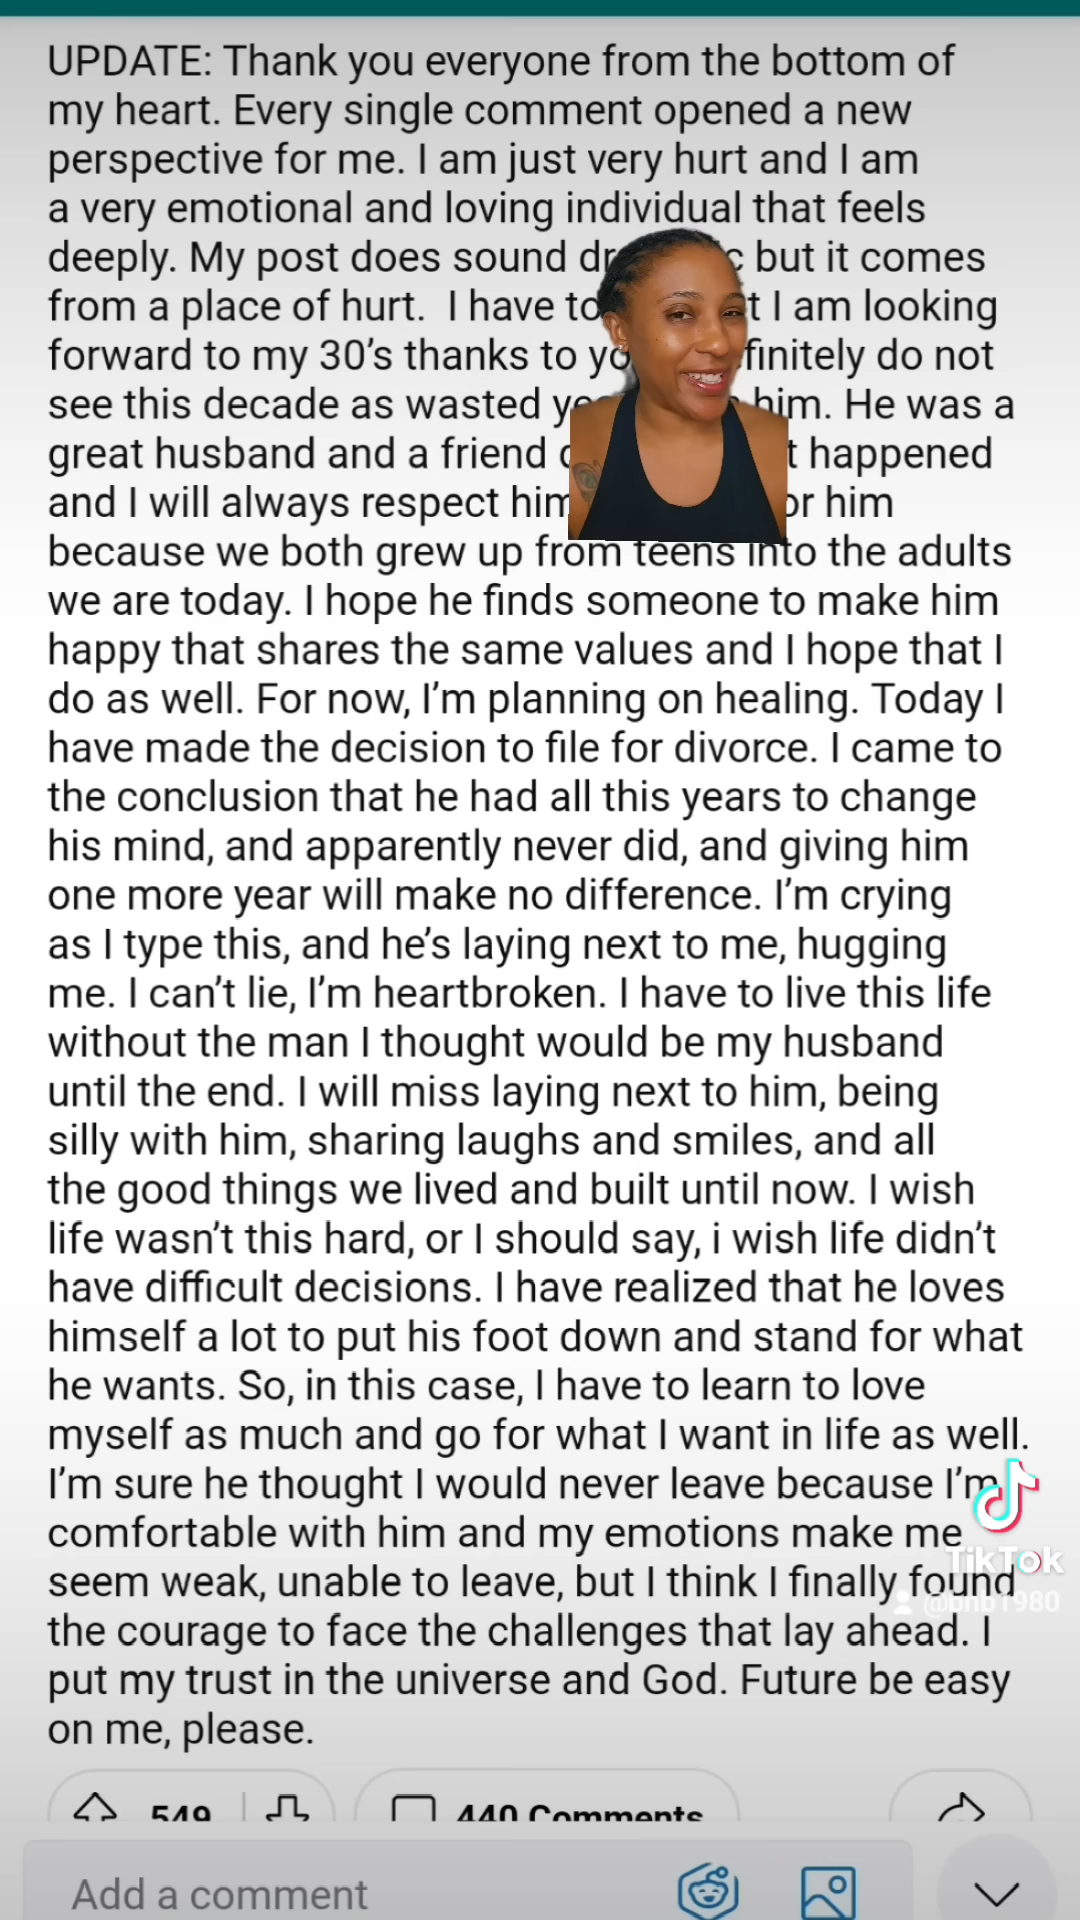 UPDATE: Thank you everyone from the bottom of
my heart. Every single comment opened a new
perspective for me. I am just very hurt and I am
a very emotional and loving individual that feels
deeply. My post does sound but it comes
from a place of hurt. I have I am looking
forward to my 30's thanks to do not
see this decade as wasted him. He was a
great husband and a friend happened
and I will always respect him
because we both grew up from teens into the adults
we are today. I hope he finds someone to make him
happy that shares the same values and I hope that I
do as well. For now, I'm planning on healing. Today I
have made the decision to file for divorce. I came to
the conclusion that he had all this years to change
his mind, and apparently never did, and giving him
one more year will make no difference. I'm crying
as I type this, and he's laying next to me, hugging
me. I can't lie, I'm heartbroken. I have to live this life
without the man I thought would be my husband
until the end. I will miss laying next to him, being
silly with him, sharing laughs and smiles, and all
the good things we lived and built until now. I wish
life wasn't this hard, or I should say, i wish life didn't
have difficult decisions. I have realized that he loves
himself a lot to put his foot down and stand for what
he wants. So, in this case, I have to learn to love
myself as much and go for what I want in life as well.
I'm sure he thought I would never leave because I'm
comfortable with him and my emotions make me
seem weak, unable to leave, but I think I finally found
the courage to face the challenges that lay ahead. I
put my trust in the universe and God. Future be easy
on me, please.
TikTok
@bnb1980
549
440 Comments
Add a comment